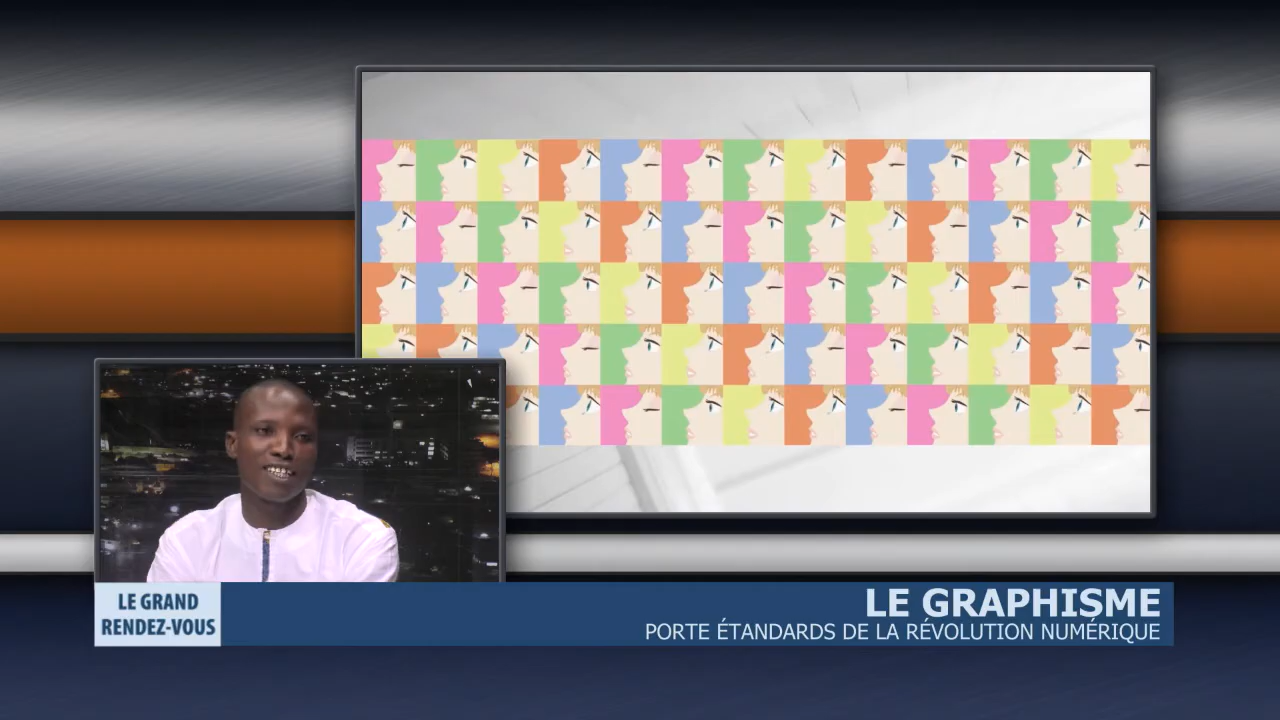 LE GRAND
RENDEZ-VOUS
LE GRAPHISME
PORTE ÉTANDARDS DE LA RÉVOLUTION NUMÉRIQUE